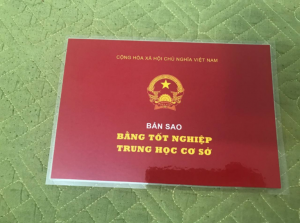 CỘNG HÒA XÃ HỘI CHỦ NGHĨA VIỆT NAM
BẢN SAO
BẰNG TỐT NGHIỆP
TRUNG HỌC CƠ SỞ